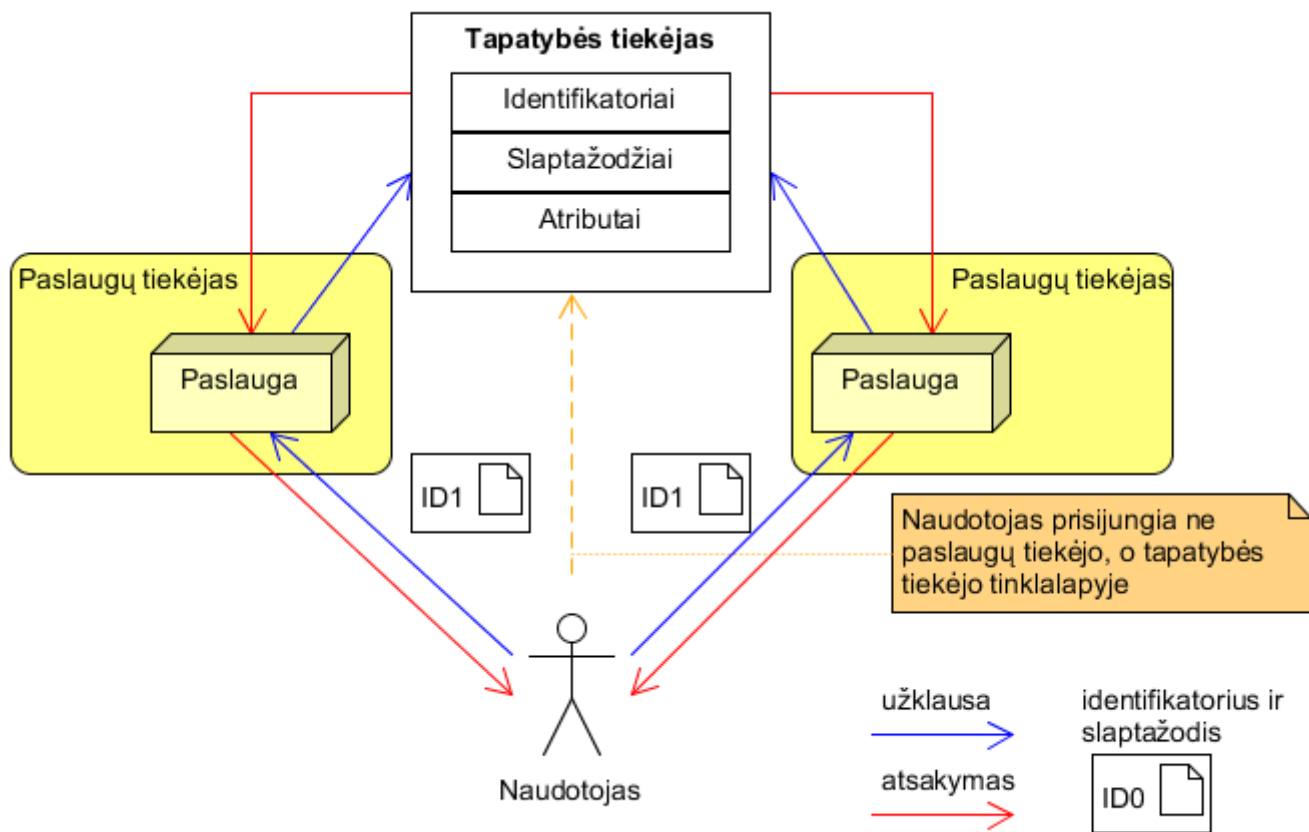 Tapatybės tiekėjas
Identifikatoriai
Slaptažodžiai
Atributai
Paslaugų tiekėjas
Paslauga
Paslaugų tiekėjas
Paslauga
ID1
ID1
Naudotojas prisijungia ne
paslaugų tiekėjo, o tapatybės
tiekėjo tinklalapyje
Naudotojas
užklausa
atsakymas
identifikatorius ir
slaptažodis
ID0